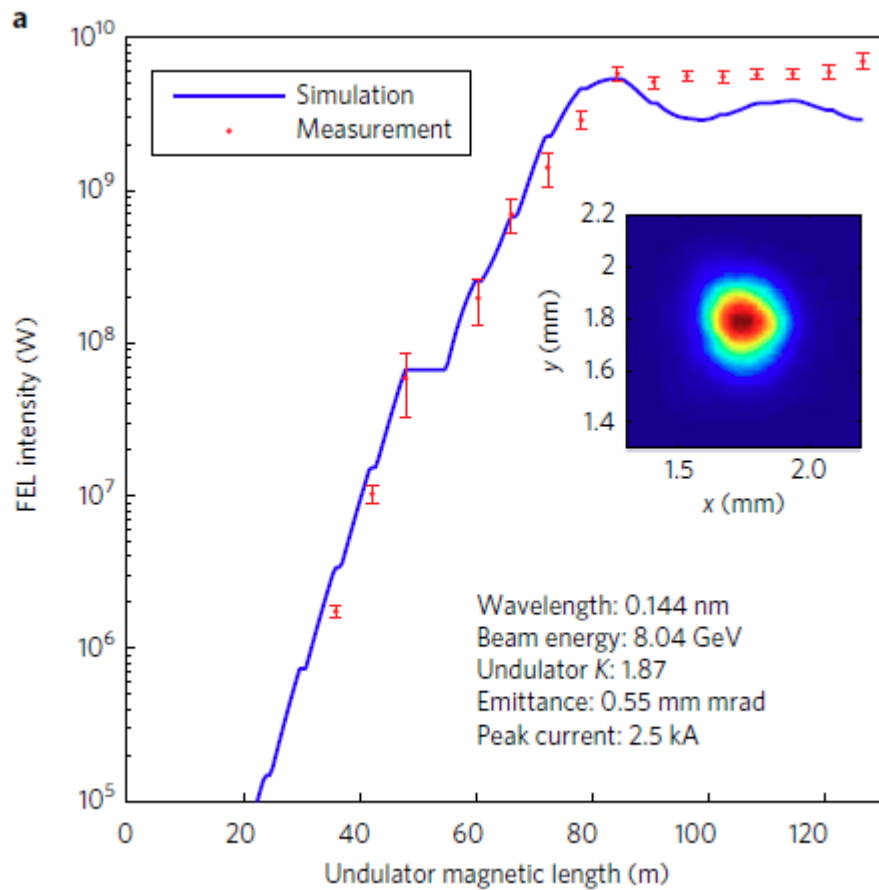 a
10^10
10^9
10^8
10^7
10^6
10^5
FEL intensity (W)
Simulation
Measurement
2.2
2
1.8
1.6
1.4
y (mm)
1.5 2.0
x (mm)
Wavelength: 0.144 nm
Beam energy: 8.04 GeV
Undulator K: 1.87
Emittance: 0.55 mm mrad
Peak current: 2.5 kA
0 20 40 60 80 100 120
Undulator magnetic length (m)